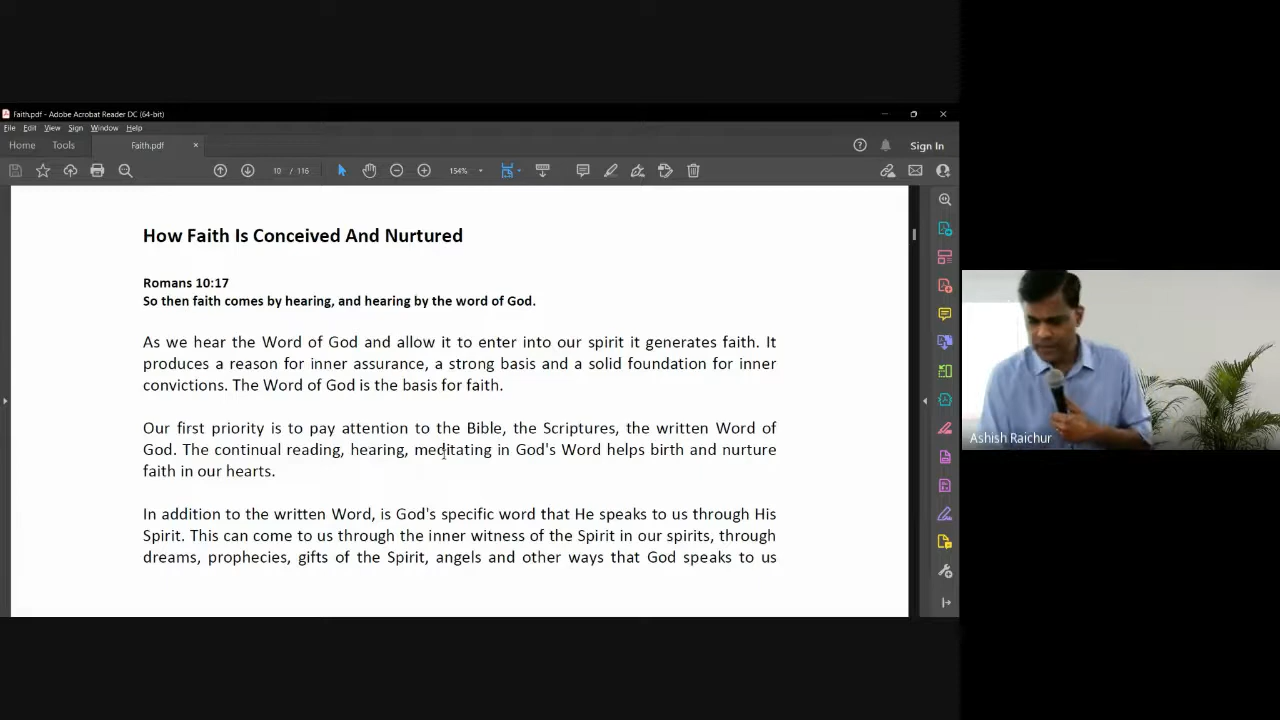 Faith.pdf - Adobe Acrobat Reader DC (64-bit)
File Edit View Sign Window Help
Home Tools Faith.pdf × Sign In
10 / 116 154%
How Faith Is Conceived And Nurtured
Romans 10:17
So then faith comes by hearing, and hearing by the word of God.
As we hear the Word of God and allow it to enter into our spirit it generates faith. It
produces a reason for inner assurance, a strong basis and a solid foundation for inner
convictions. The Word of God is the basis for faith.
Our first priority is to pay attention to the Bible, the Scriptures, the written Word of
God. The continual reading, hearing, meditating in God's Word helps birth and nurture
faith in our hearts.
In addition to the written Word, is God's specific word that He speaks to us through His
Spirit. This can come to us through the inner witness of the Spirit in our spirits, through
dreams, prophecies, gifts of the Spirit, angels and other ways that God speaks to us
Ashish Raichur